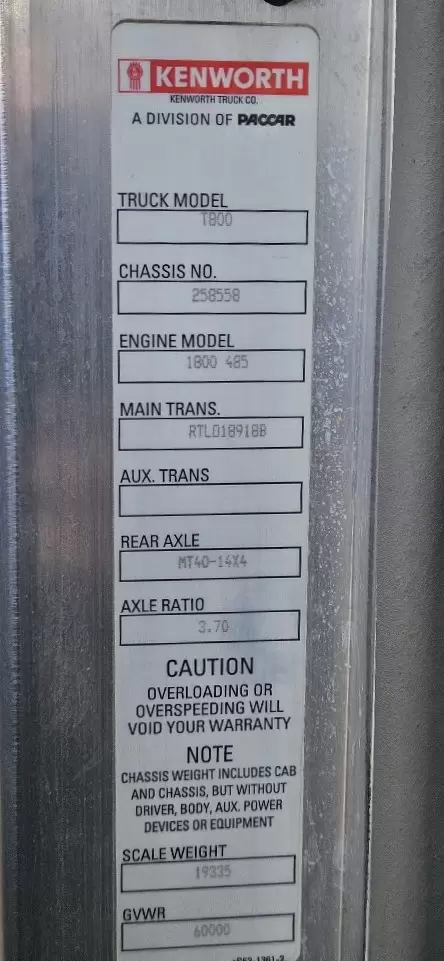 KENWORTH
KENWORTH TRUCK CO.
A DIVISION OF PACCAR
TRUCK MODEL
T800
CHASSIS NO.
258558
ENGINE MODEL
1800 485
MAIN TRANS.
RTLO18918B
AUX. TRANS
REAR AXLE
MT40-14X4
AXLE RATIO
3.70
CAUTION
OVERLOADING OR
OVERSPEEDING WILL
VOID YOUR WARRANTY
NOTE
CHASSIS WEIGHT INCLUDES CAB
AND CHASSIS, BUT WITHOUT
DRIVER, BODY, AUX. POWER
DEVICES OR EQUIPMENT
SCALE WEIGHT
19335
GVWR
60000